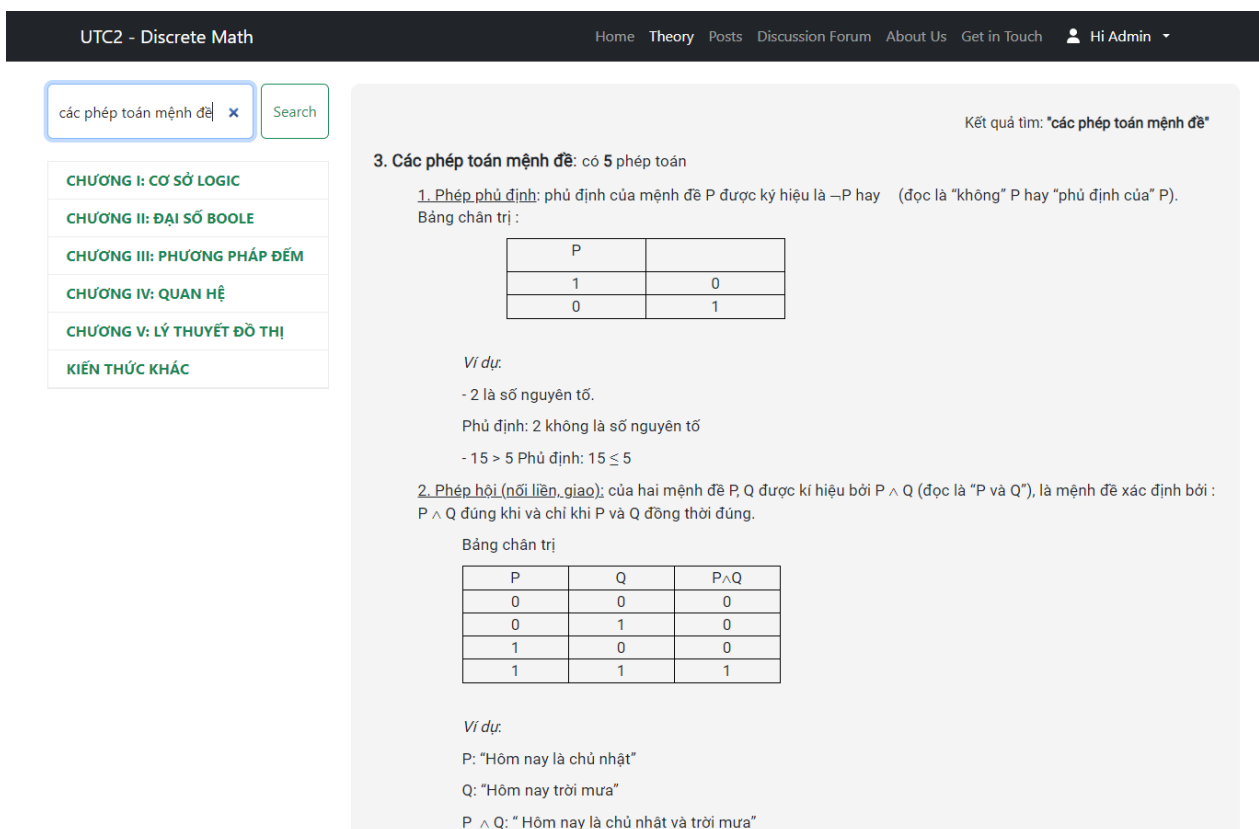 UTC2 - Discrete Math
Home Theory Posts Discussion Forum About Us Get in Touch Hi Admin
các phép toán mệnh đề × Search
CHƯƠNG I: CƠ SỞ LOGIC
CHƯƠNG II: ĐẠI SỐ BOOLE
CHƯƠNG III: PHƯƠNG PHÁP ĐẾM
CHƯƠNG IV: QUAN HỆ
CHƯƠNG V: LÝ THUYẾT ĐỒ THỊ
KIẾN THỨC KHÁC
Kết quả tìm: "các phép toán mệnh đề"
3. Các phép toán mệnh đề: có 5 phép toán
1. Phép phủ định: phủ định của mệnh đề P được ký hiệu là ¬P hay (đọc là “không” P hay “phủ định của” P).
Bảng chân trị :
P
1 0
0 1
Ví dụ:
- 2 là số nguyên tố.
Phủ định: 2 không là số nguyên tố
- 15 > 5 Phủ định: 15 ≤ 5
2. Phép hội (nối liền, giao): của hai mệnh đề P, Q được kí hiệu bởi P ∧ Q (đọc là “P và Q”), là mệnh đề xác định bởi :
P ∧ Q đúng khi và chỉ khi P và Q đồng thời đúng.
Bảng chân trị
P Q P∧Q
0 0 0
0 1 0
1 0 0
1 1 1
Ví dụ:
P: “Hôm nay là chủ nhật”
Q: “Hôm nay trời mưa”
P ∧ Q: “ Hôm nay là chủ nhật và trời mưa”